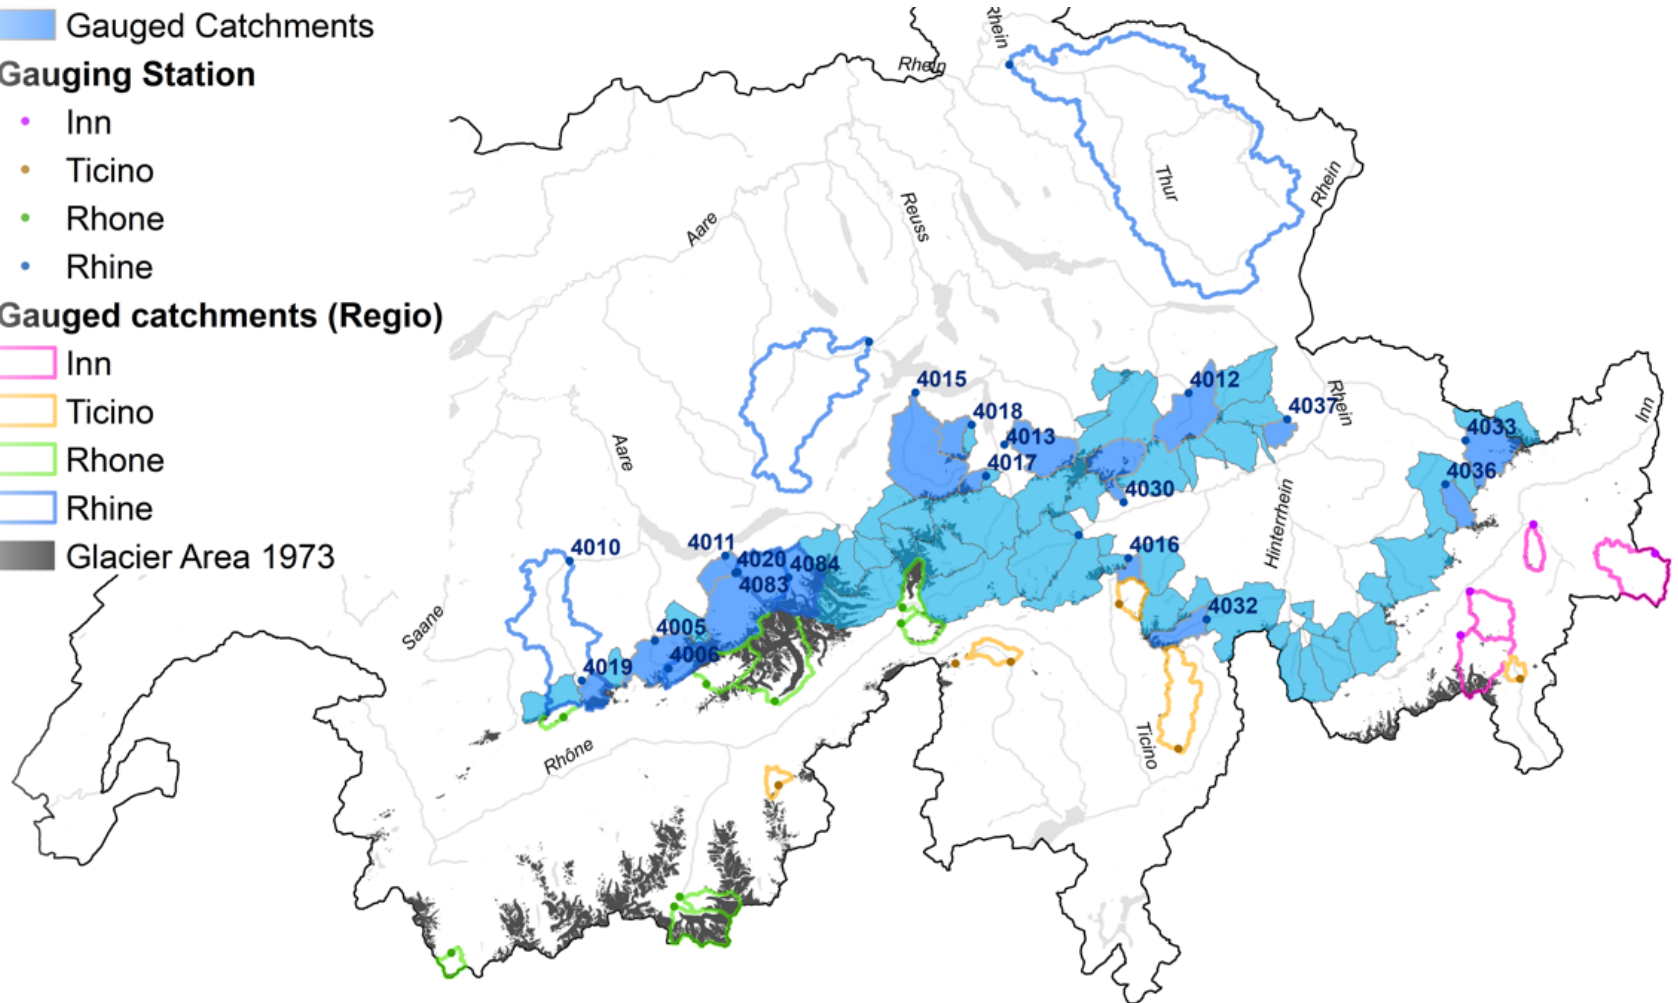 Gauged Catchments
Gauging Station
Inn
Ticino
Rhone
Rhine
Gauged catchments (Regio)
Inn
Ticino
Rhone
Rhine
Glacier Area 1973
Rhein
Rhein
Thur
Rhein
Reuss
Aare
4015
4012
Rhein
4037
Inn
4018
4033
4013
Aare
4017
4036
4030
Hinterrhein
4010
4011
4020
4084
4016
4083
4032
Saane
4005
4006
4019
Ticino
Rhône